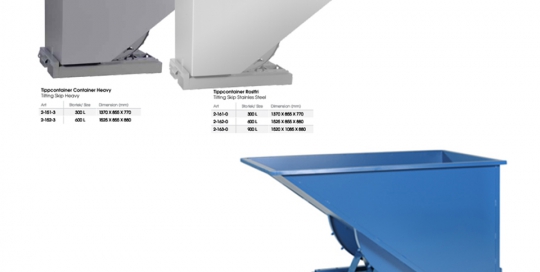 Tippcontainer Container Heavy
Tilting Skip Heavy
Art Storlek/ Size Dimension (mm)
2-151-3 300 L 1370 X 855 X 770
2-152-3 600 L 1525 X 855 X 880
Tippcontainer Rostfri
Tilting Skip Stainless Steel
Art Storlek/ Size Dimension (mm)
2-161-0 300 L 1370 X 855 X 770
2-162-0 600 L 1525 X 855 X 880
2-163-0 900 L 1520 X 1085 X 880